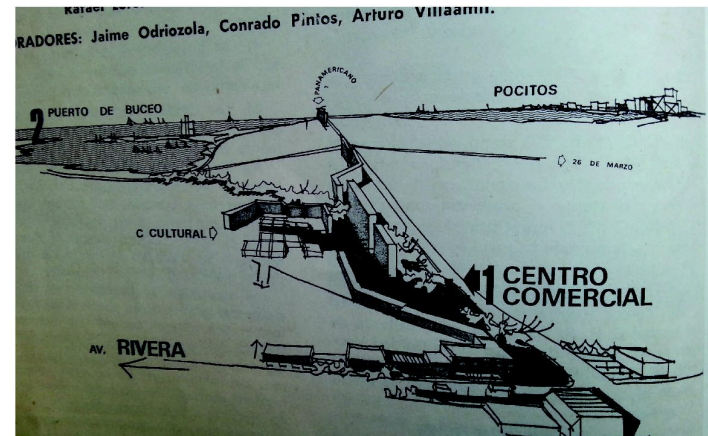 Rafael
RADORES: Jaime Odriozola, Conrado Pintos, Arturo Villaamil.
PANAMERICANO
POCITOS
2 PUERTO DE BUCEO
26 DE MARZO
C CULTURAL
1 CENTRO
COMERCIAL
AV. RIVERA